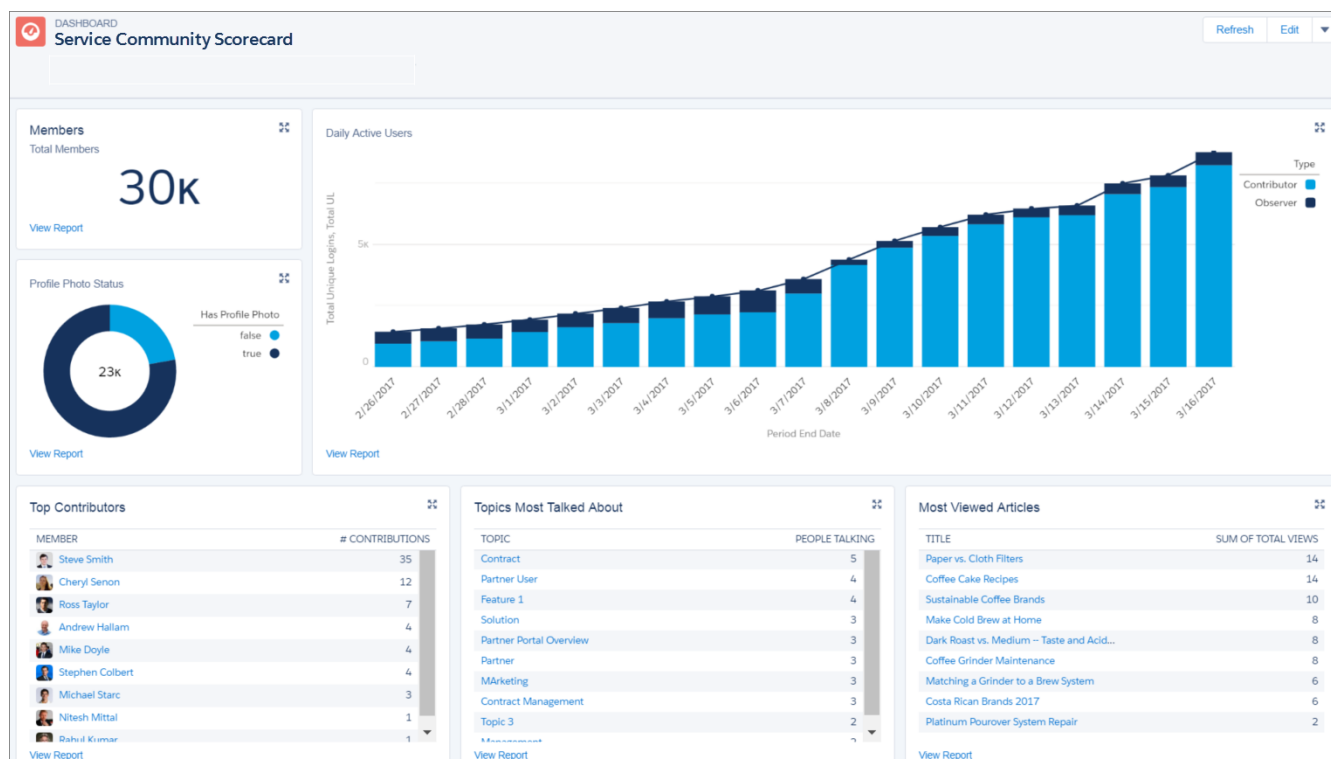 DASHBOARD
Service Community Scorecard
Refresh
Edit
Members
Total Members
30K
View Report
Profile Photo Status
Has Profile Photo
false
true
23K
View Report
Daily Active Users
Total Unique Logins, Total UL
5K
0
2/26/2017
2/27/2017
2/28/2017
3/1/2017
3/2/2017
3/3/2017
3/4/2017
3/5/2017
3/6/2017
3/7/2017
3/8/2017
3/9/2017
3/10/2017
3/11/2017
3/12/2017
3/13/2017
3/14/2017
3/15/2017
3/16/2017
Period End Date
Type
Contributor
Observer
View Report
Top Contributors
MEMBER # CONTRIBUTIONS
Steve Smith 35
Cheryl Senon 12
Ross Taylor 7
Andrew Hallam 4
Mike Doyle 4
Stephen Colbert 4
Michael Starc 3
Nitesh Mittal 1
Rahul Kumar 1
View Report
Topics Most Talked About
TOPIC PEOPLE TALKING
Contract 5
Partner User 4
Feature 1 4
Solution 3
Partner Portal Overview 3
Partner 3
MArketing 3
Contract Management 3
Topic 3 2
Management 2
View Report
Most Viewed Articles
TITLE SUM OF TOTAL VIEWS
Paper vs. Cloth Filters 14
Coffee Cake Recipes 14
Sustainable Coffee Brands 10
Make Cold Brew at Home 8
Dark Roast vs. Medium – Taste and Acid... 8
Coffee Grinder Maintenance 8
Matching a Grinder to a Brew System 6
Costa Rican Brands 2017 6
Platinum Pourover System Repair 2
View Report